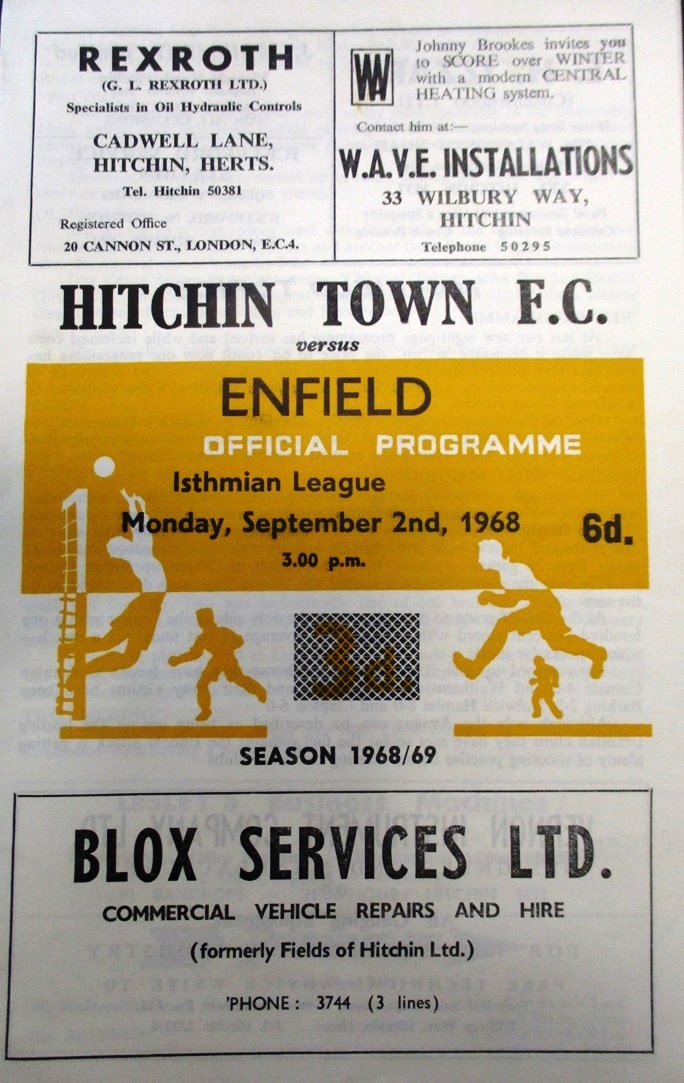 REXROTH
(G. L. REXROTH LTD.)
Specialists in Oil Hydraulic Controls
CADWELL LANE,
HITCHIN, HERTS.
Tel. Hitchin 50381
Registered Office
20 CANNON ST., LONDON, E.C.4.
Johnny Brookes invites you
to SCORE over WINTER
with a modern CENTRAL
HEATING system.
Contact him at:—
W.A.V.E. INSTALLATIONS
33 WILBURY WAY,
HITCHIN
Telephone 50295
HITCHIN TOWN F.C.
versus
ENFIELD
OFFICIAL PROGRAMME
Isthmian League
Monday, September 2nd, 1968
6d.
3.00 p.m.
3d.
SEASON 1968/69
BLOX SERVICES LTD.
COMMERCIAL VEHICLE REPAIRS AND HIRE
(formerly Fields of Hitchin Ltd.)
'PHONE : 3744 (3 lines)